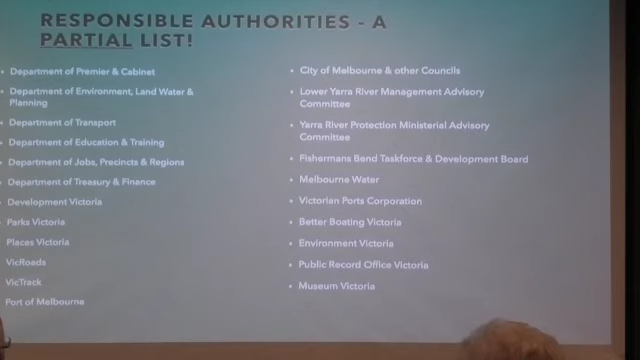 RESPONSIBLE AUTHORITIES - A
PARTIAL LIST!
• Department of Premier & Cabinet
• Department of Environment, Land Water &
Planning
• Department of Transport
• Department of Education & Training
• Department of Jobs, Precincts & Regions
• Department of Treasury & Finance
• Development Victoria
• Parks Victoria
Places Victoria
VicRoads
VicTrack
Port of Melbourne
• City of Melbourne & other Councils
• Lower Yarra River Management Advisory
Committee
• Yarra River Protection Ministerial Advisory
Committee
• Fishermans Bend Taskforce & Development Board
• Melbourne Water
• Victorian Ports Corporation
• Better Boating Victoria
• Environment Victoria
• Public Record Office Victoria
• Museum Victoria